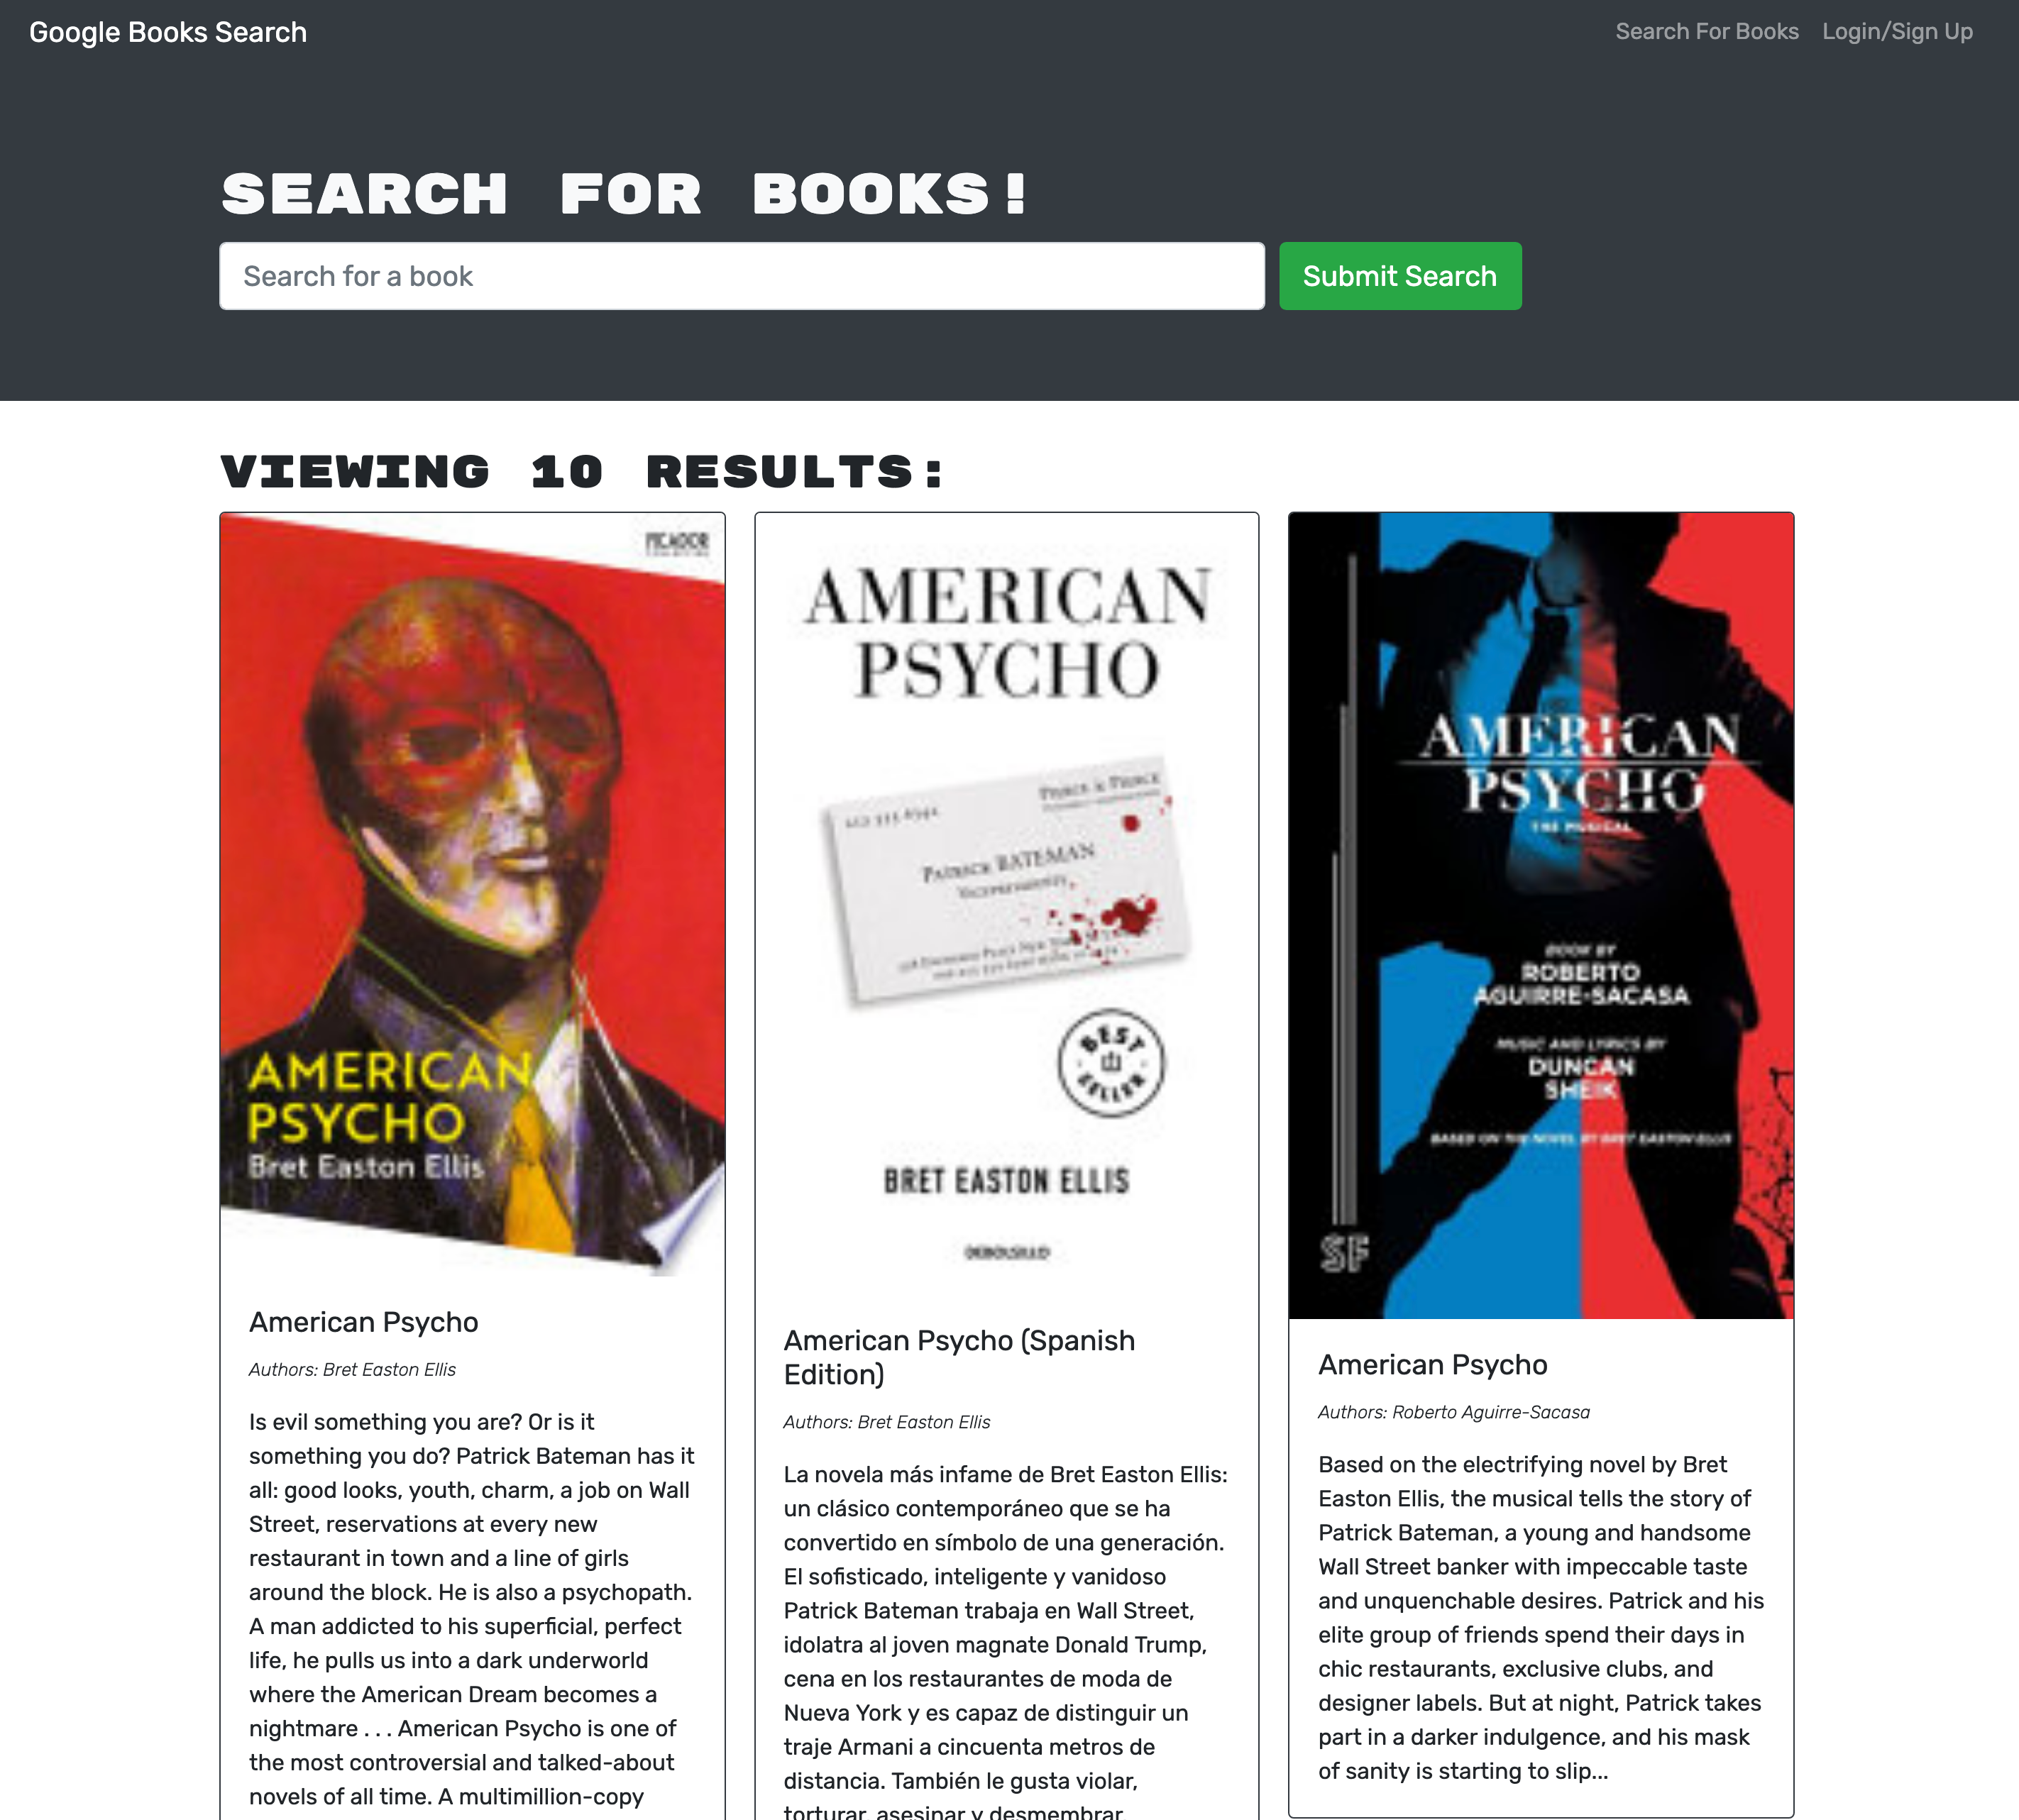 Google Books Search
Search For Books
Login/Sign Up
SEARCH FOR BOOKS!
Search for a book
Submit Search
VIEWING 10 RESULTS:
PICADOR
AMERICAN
PSYCHO
Bret Easton Ellis
American Psycho
Authors: Bret Easton Ellis
Is evil something you are? Or is it
something you do? Patrick Bateman has it
all: good looks, youth, charm, a job on Wall
Street, reservations at every new
restaurant in town and a line of girls
around the block. He is also a psychopath.
A man addicted to his superficial, perfect
life, he pulls us into a dark underworld
where the American Dream becomes a
nightmare . . . American Psycho is one of
the most controversial and talked-about
novels of all time. A multimillion-copy
AMERICAN
PSYCHO
PIERCE & PIERCE
PATRICK BATEMAN
BEST
SELLER
BRET EASTON ELLIS
DEBOLSILLO
American Psycho (Spanish
Edition)
Authors: Bret Easton Ellis
La novela más infame de Bret Easton Ellis:
un clásico contemporáneo que se ha
convertido en símbolo de una generación.
El sofisticado, inteligente y vanidoso
Patrick Bateman trabaja en Wall Street,
idolatra al joven magnate Donald Trump,
cena en los restaurantes de moda de
Nueva York y es capaz de distinguir un
traje Armani a cincuenta metros de
distancia. También le gusta violar,
torturar, asesinar y desmembrar
AMERICAN
PSYCHO
THE MUSICAL
BOOK BY
ROBERTO
AGUIRRE-SACASA
MUSIC AND LYRICS BY
DUNCAN
SHEIK
BASED ON THE NOVEL BY BRET EASTON ELLIS
SF
American Psycho
Authors: Roberto Aguirre-Sacasa
Based on the electrifying novel by Bret
Easton Ellis, the musical tells the story of
Patrick Bateman, a young and handsome
Wall Street banker with impeccable taste
and unquenchable desires. Patrick and his
elite group of friends spend their days in
chic restaurants, exclusive clubs, and
designer labels. But at night, Patrick takes
part in a darker indulgence, and his mask
of sanity is starting to slip...